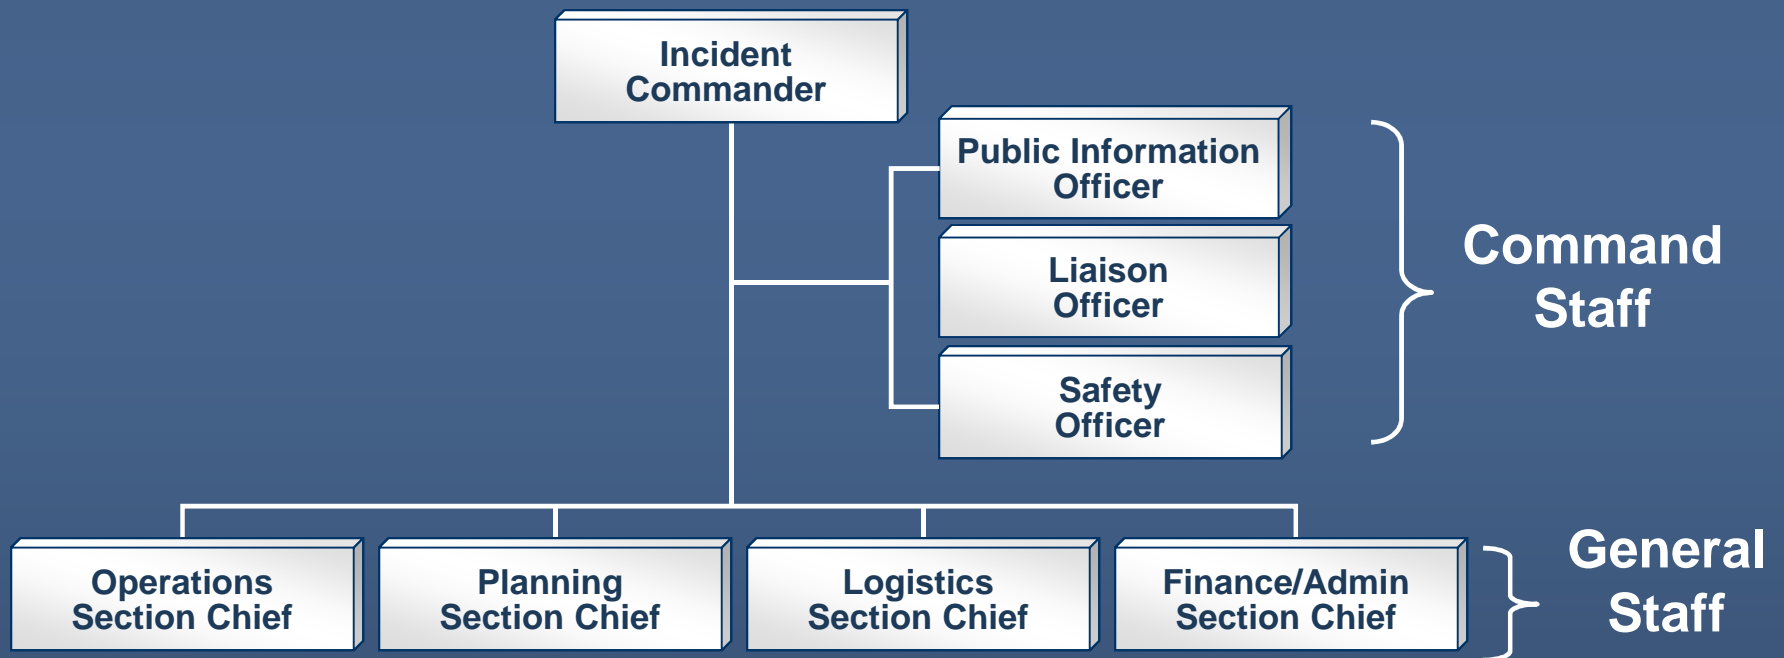 Incident
Commander
Public Information
Officer
Liaison
Officer
Safety
Officer
Command
Staff
Operations
Section Chief
Planning
Section Chief
Logistics
Section Chief
Finance/Admin
Section Chief
General
Staff